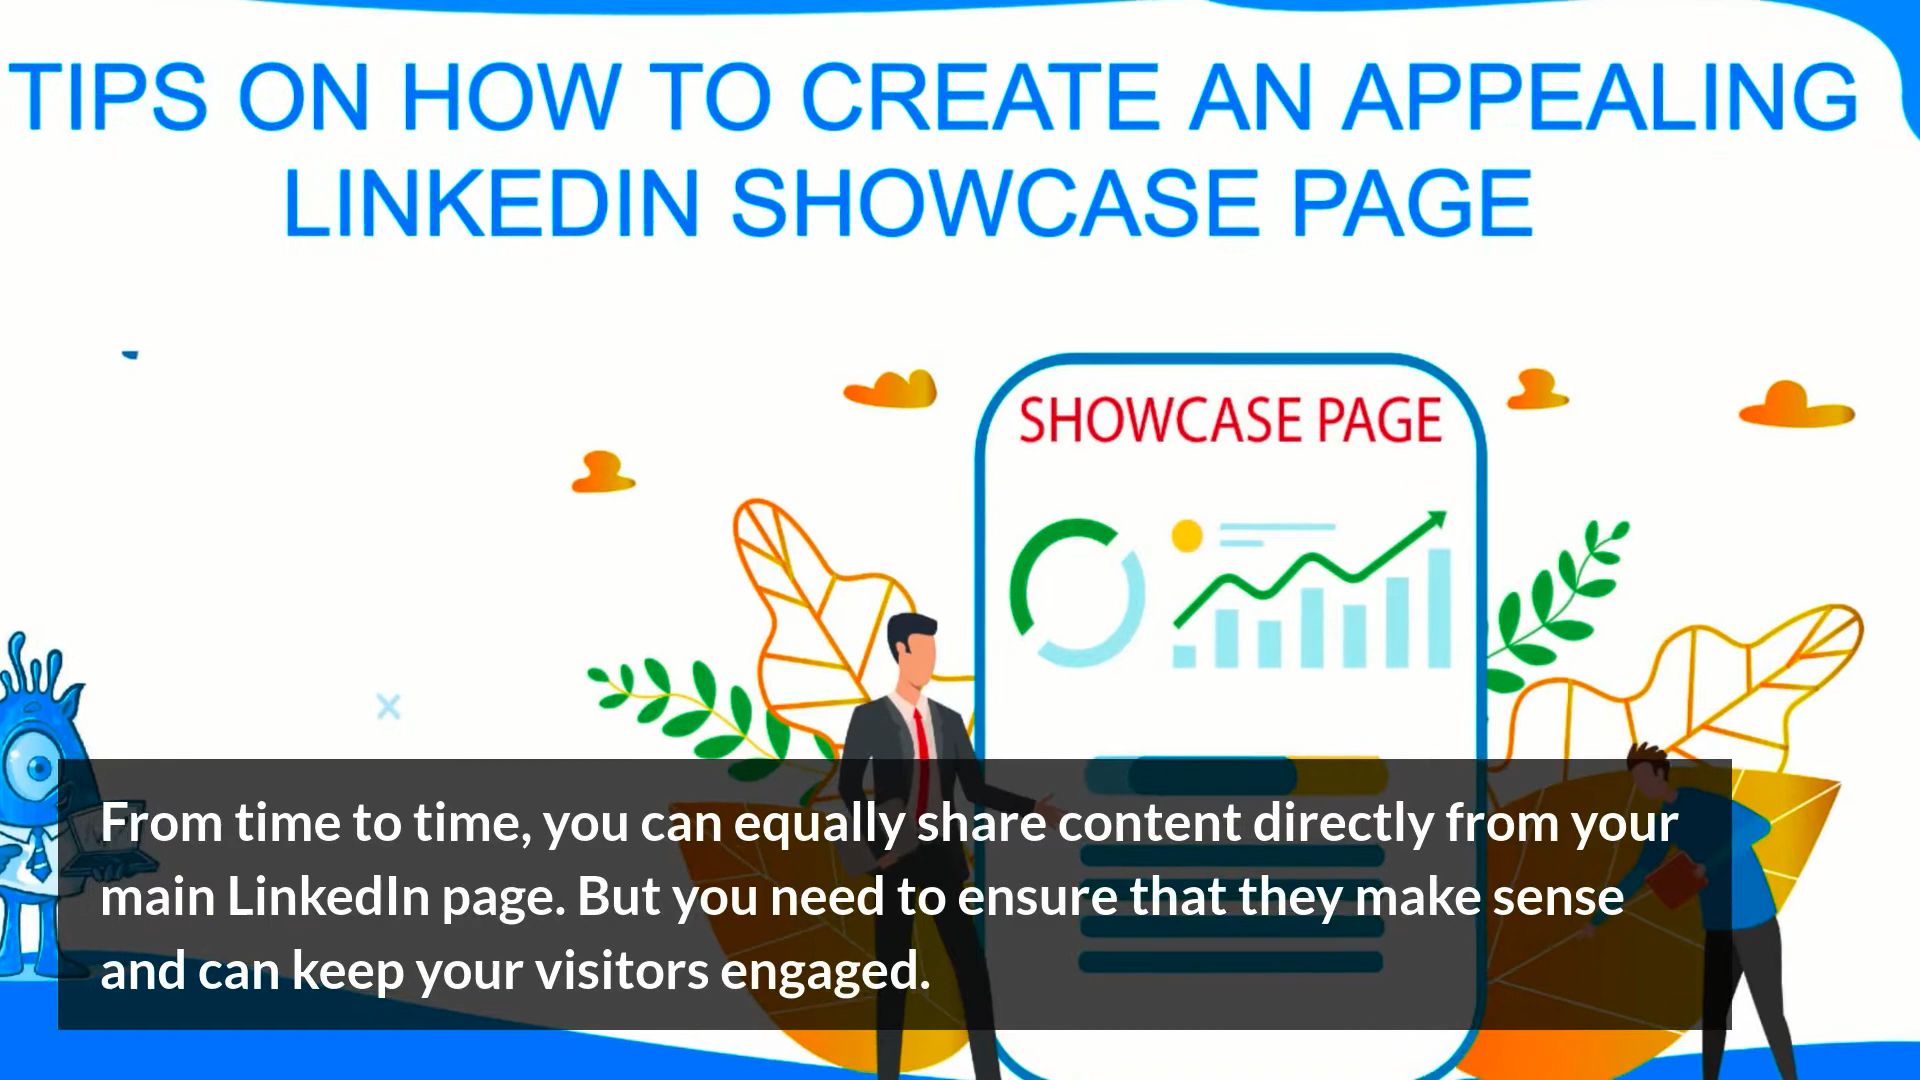 TIPS ON HOW TO CREATE AN APPEALING
LINKEDIN SHOWCASE PAGE
SHOWCASE PAGE
From time to time, you can equally share content directly from your
main LinkedIn page. But you need to ensure that they make sense
and can keep your visitors engaged.